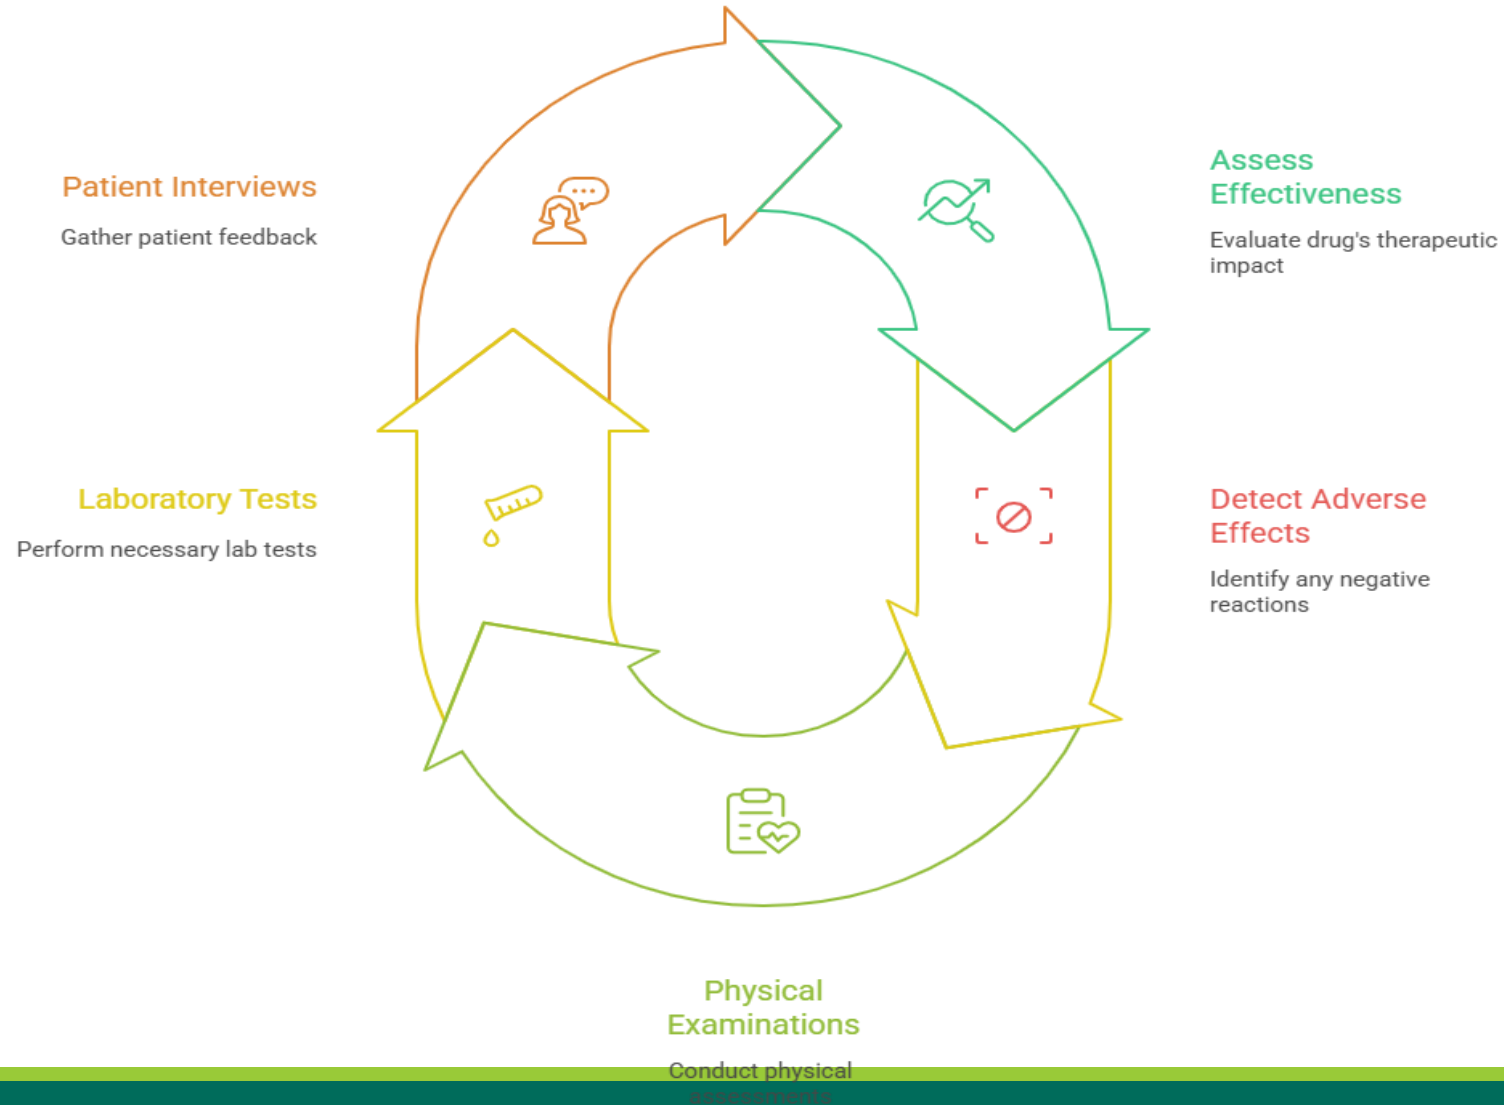 Patient Interviews
Gather patient feedback
Assess
Effectiveness
Evaluate drug's therapeutic
impact
Laboratory Tests
Perform necessary lab tests
Detect Adverse
Effects
Identify any negative
reactions
Physical
Examinations
Conduct physical
assessments